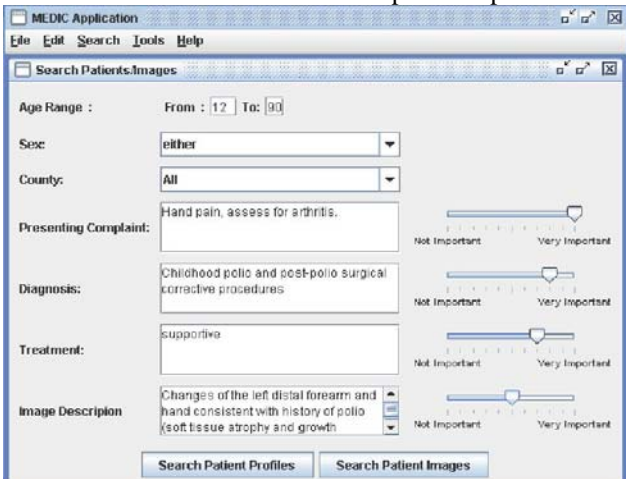 MEDIC Application
File Edit Search Tools Help
Search Patients/Images
Age Range : From : 12 To: 90
Sex: either
County: All
Presenting Complaint: Hand pain, assess for arthritis.
Not Important Very Important
Diagnosis: Childhood polio and post-polio surgical
corrective procedures
Not Important Very Important
Treatment: supportive
Not Important Very Important
Image Descripion Changes of the left distal forearm and
hand consistent with history of polio
(soft tissue atrophy and growth
Not Important Very Important
Search Patient Profiles Search Patient Images